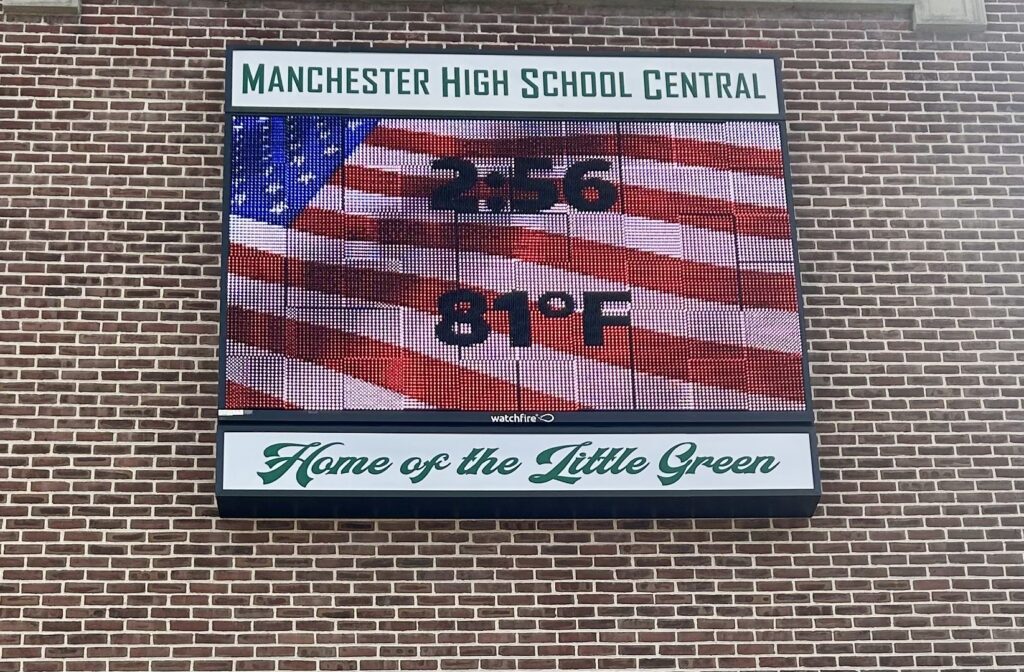 MANCHESTER HIGH SCHOOL CENTRAL
2:56
81°F
watchfire
Home of the Little Green